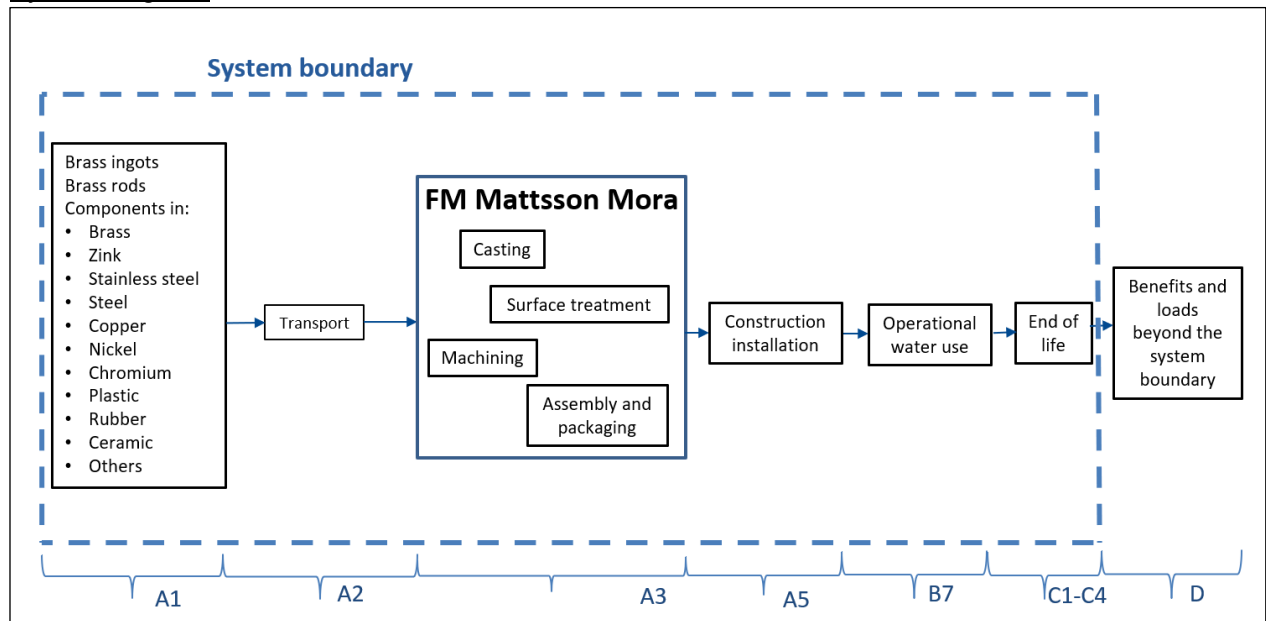 System boundary
Brass ingots
Brass rods
Components in:
• Brass
• Zink
• Stainless steel
• Steel
• Copper
• Nickel
• Chromium
• Plastic
• Rubber
• Ceramic
• Others
Transport
FM Mattsson Mora
Casting
Surface treatment
Machining
Assembly and
packaging
Construction
installation
Operational
water use
End of
life
Benefits and
loads
beyond the
system
boundary
A1
A2
A3
A5
B7
C1-C4
D